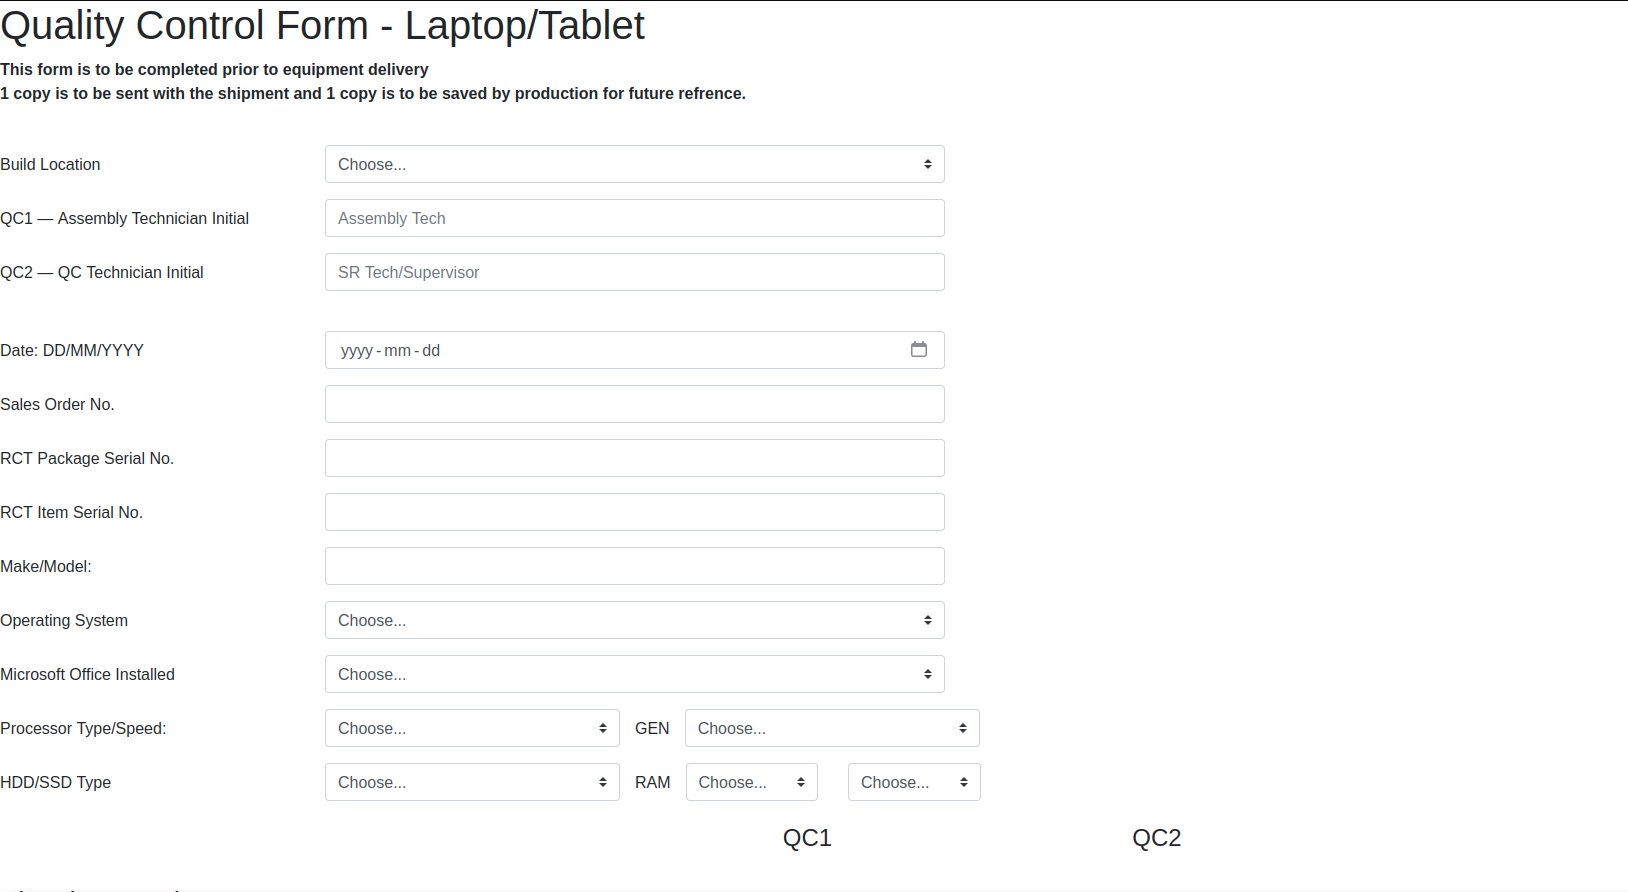 Quality Control Form - Laptop/Tablet
This form is to be completed prior to equipment delivery
1 copy is to be sent with the shipment and 1 copy is to be saved by production for future refrence.
Build Location Choose...
QC1 — Assembly Technician Initial Assembly Tech
QC2 — QC Technician Initial SR Tech/Supervisor
Date: DD/MM/YYYY yyyy-mm-dd
Sales Order No.
RCT Package Serial No.
RCT Item Serial No.
Make/Model:
Operating System Choose...
Microsoft Office Installed Choose...
Processor Type/Speed: Choose... GEN Choose...
HDD/SSD Type Choose... RAM Choose... Choose...
QC1 QC2